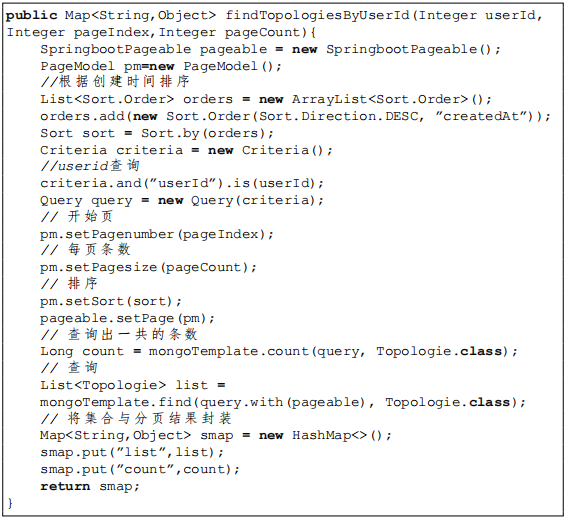 public Map<String,Object> findTopologiesByUserId(Integer userId,
Integer pageIndex,Integer pageCount){
    SpringbootPageable pageable = new SpringbootPageable();
    PageModel pm=new PageModel();
    //根据创建时间排序
    List<Sort.Order> orders = new ArrayList<Sort.Order>();
    orders.add(new Sort.Order(Sort.Direction.DESC, ”createdAt”));
    Sort sort = Sort.by(orders);
    Criteria criteria = new Criteria();
    //userid查询
    criteria.and(”userId”).is(userId);
    Query query = new Query(criteria);
    // 开始页
    pm.setPagenumber(pageIndex);
    // 每页条数
    pm.setPagesize(pageCount);
    // 排序
    pm.setSort(sort);
    pageable.setPage(pm);
    // 查询出一共的条数
    Long count = mongoTemplate.count(query, Topologie.class);
    // 查询
    List<Topologie> list =
    mongoTemplate.find(query.with(pageable), Topologie.class);
    // 将集合与分页结果封装
    Map<String,Object> smap = new HashMap<>();
    smap.put(”list”,list);
    smap.put(”count”,count);
    return smap;
}